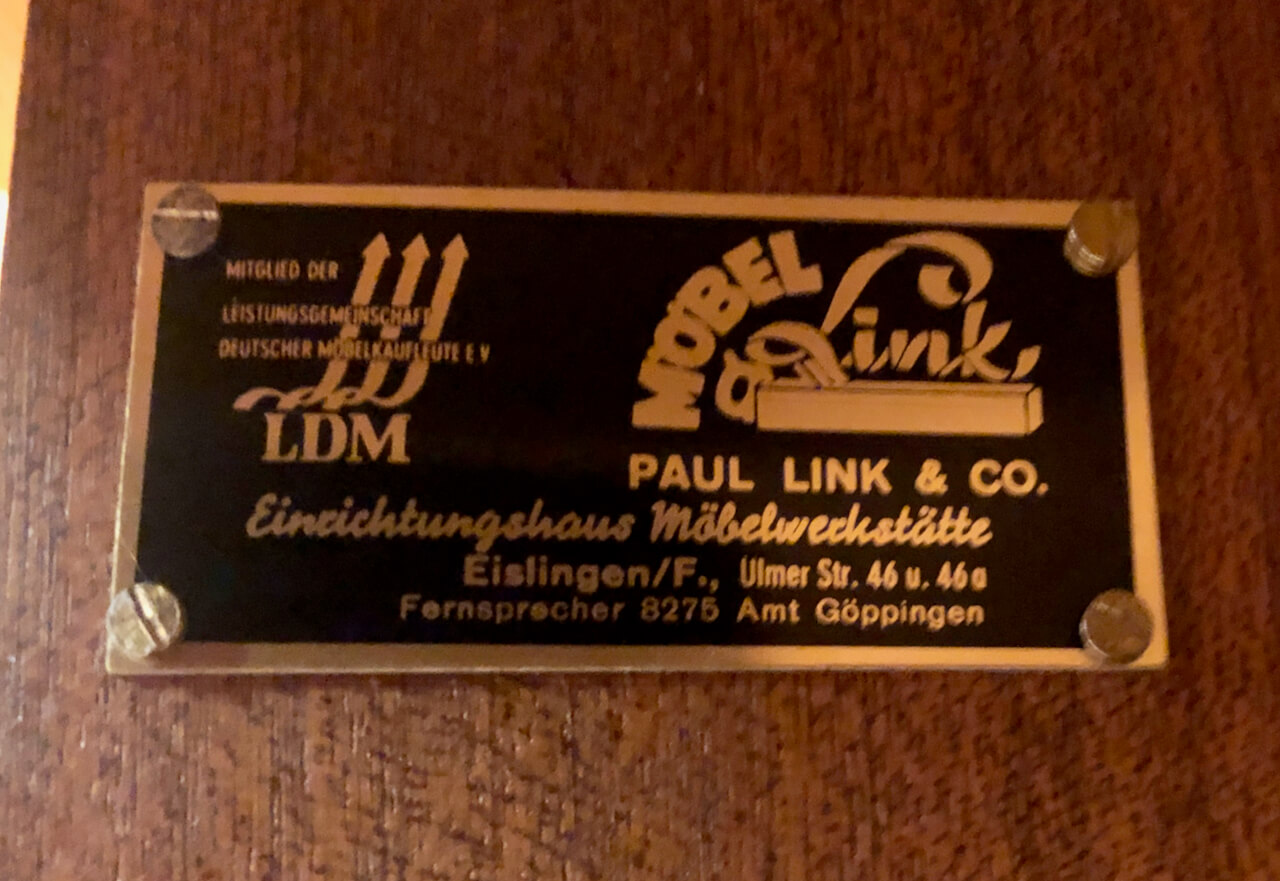 MITGLIED DER
LEISTUNGSGEMEINSCHAFT
DEUTSCHER MÖBELKAUFLEUTE E V
LDM
MÖBEL
Link
PAUL LINK & CO.
Einrichtungshaus Möbelwerkstätte
Eislingen/F., Ulmer Str. 46 u. 46a
Fernsprecher 8275 Amt Göppingen